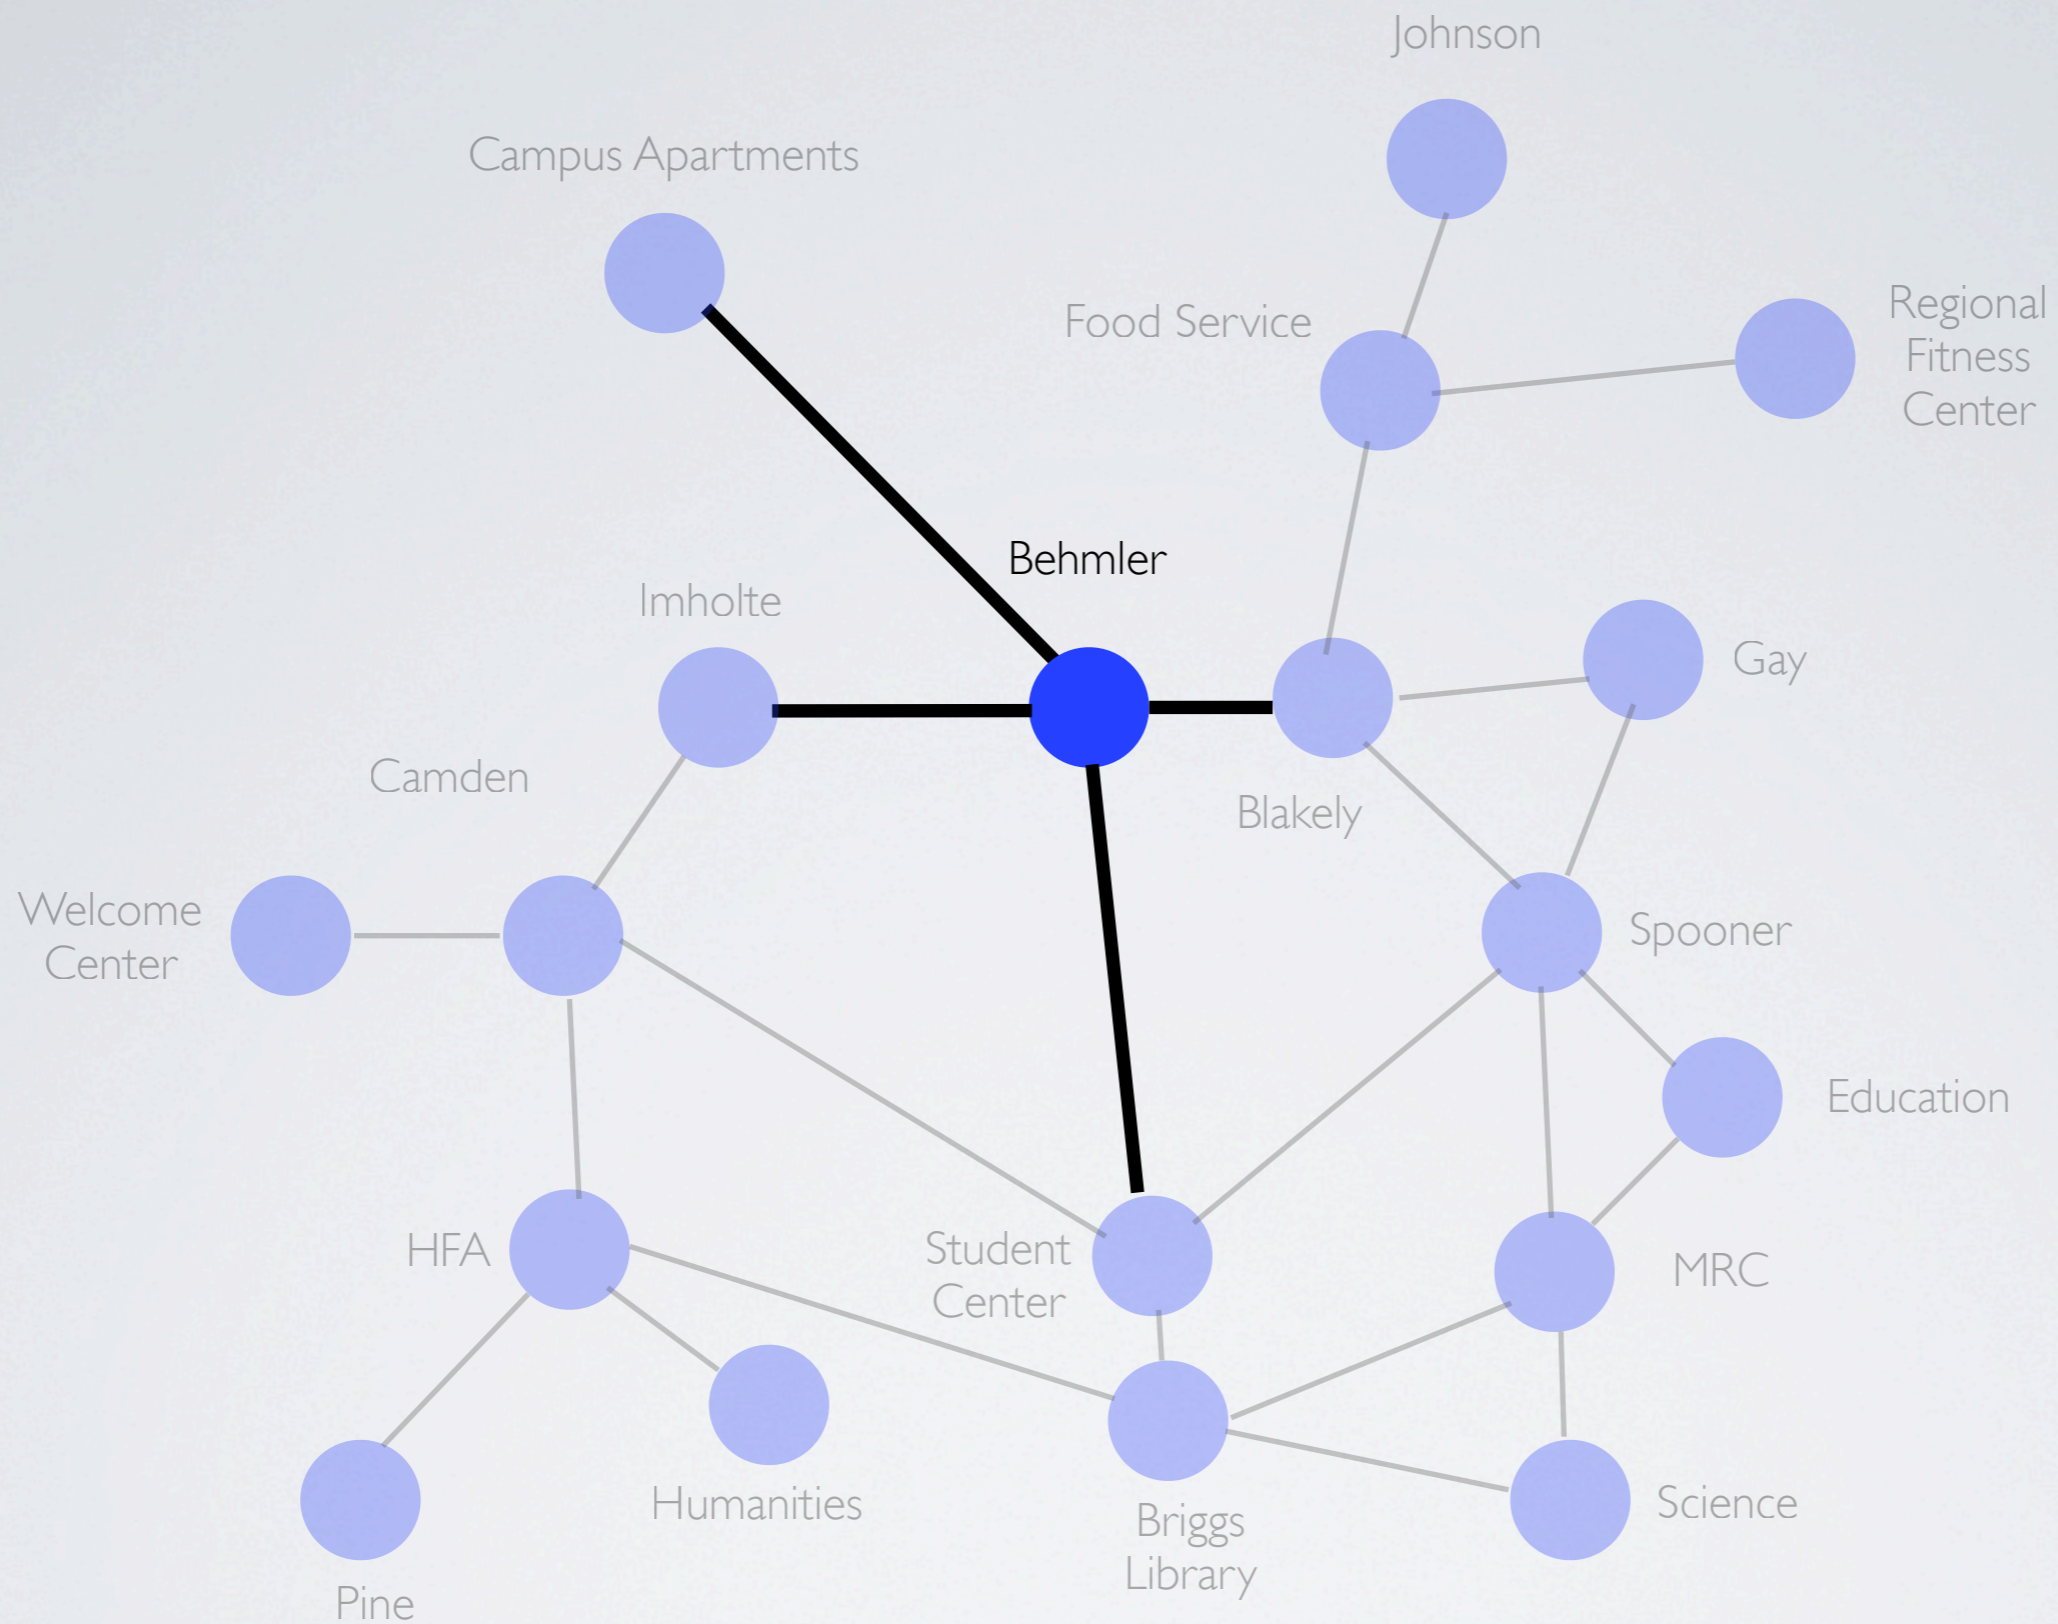 Johnson
Campus Apartments
Food Service
Regional
Fitness
Center
Behmler
Imholte
Gay
Camden
Blakely
Welcome
Center
Spooner
Education
HFA
Student
Center
MRC
Humanities
Briggs
Library
Science
Pine